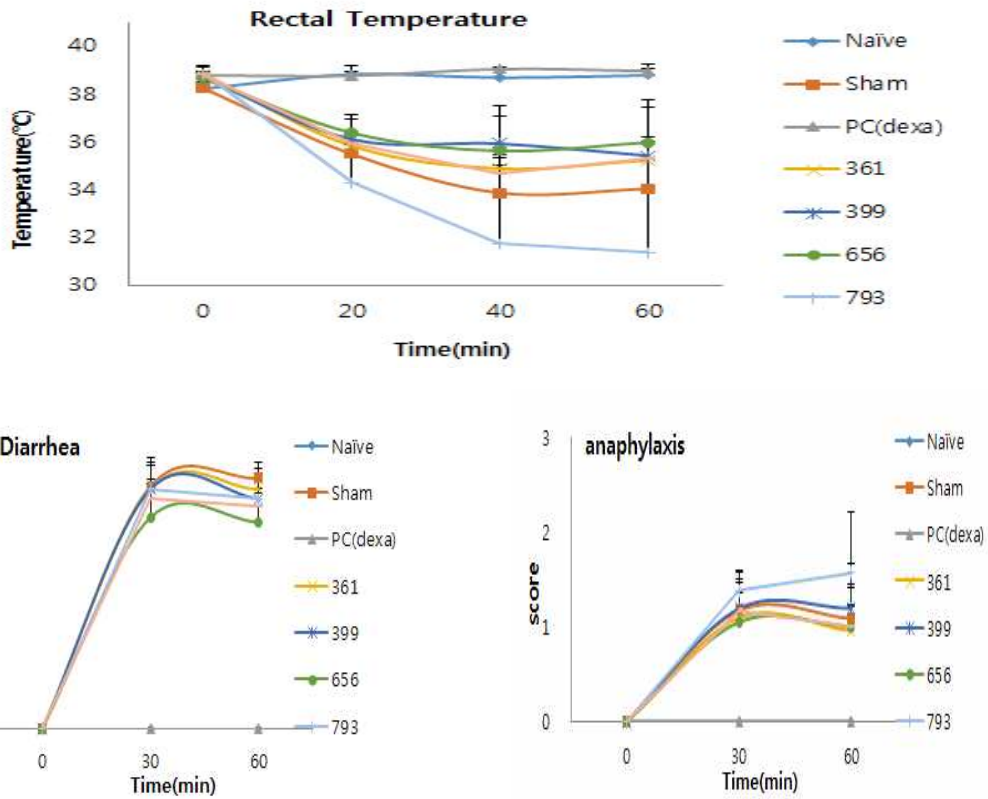 Rectal Temperature
Temperature(℃)
40
38
36
34
32
30
0 20 40 60
Time(min)
Naïve
Sham
PC(dexa)
361
399
656
793
Diarrhea
0 30 60
Time(min)
Naïve
Sham
PC(dexa)
361
399
656
793
anaphylaxis
score
3
2
1
0
0 30 60
Time(min)
Naïve
Sham
PC(dexa)
361
399
656
793